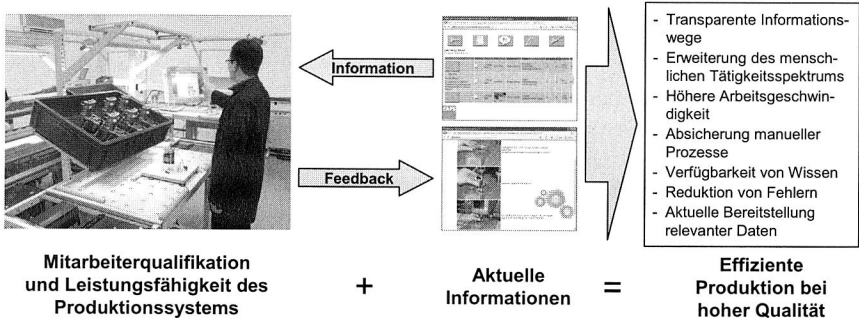 Information
Feedback
- Transparente Informations-
wege
- Erweiterung des mensch-
lichen Tätigkeitsspektrums
- Höhere Arbeitsgeschwin-
digkeit
- Absicherung manueller
Prozesse
- Verfügbarkeit von Wissen
- Reduktion von Fehlern
- Aktuelle Bereitstellung
relevanter Daten
Mitarbeiterqualifikation
und Leistungsfähigkeit des
Produktionssystems
+
Aktuelle
Informationen
=
Effiziente
Produktion bei
hoher Qualität